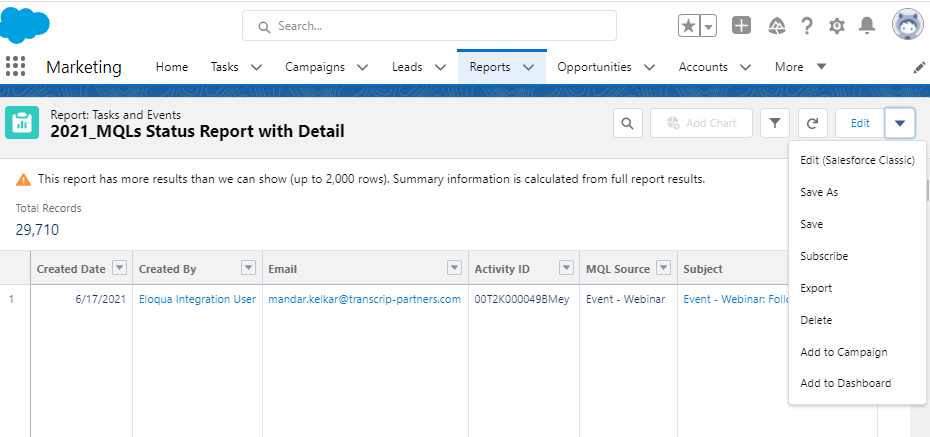 Search...
Marketing
Home
Tasks
Campaigns
Leads
Reports
Opportunities
Accounts
More
Report: Tasks and Events
2021_MQLs Status Report with Detail
Add Chart
Edit
Edit (Salesforce Classic)
Save As
Save
Subscribe
Export
Delete
Add to Campaign
Add to Dashboard
This report has more results than we can show (up to 2,000 rows). Summary information is calculated from full report results.
Total Records
29,710
Created Date
Created By
Email
Activity ID
MQL Source
Subject
1
6/17/2021
Eloqua Integration User
mandar.kelkar@transcrip-partners.com
00T2K000049BMey
Event - Webinar
Event - Webinar: Follo